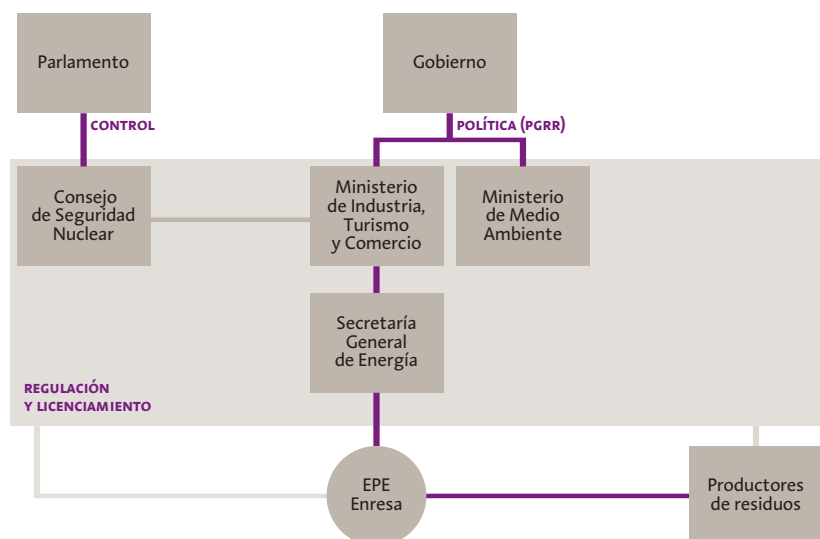 Parlamento
Gobierno
CONTROL
POLÍTICA (PGRR)
Consejo
de Seguridad
Nuclear
Ministerio
de Industria,
Turismo
y Comercio
Ministerio
de Medio
Ambiente
Secretaría
General
de Energía
REGULACIÓN
Y LICENCIAMIENTO
EPE
Enresa
Productores
de residuos